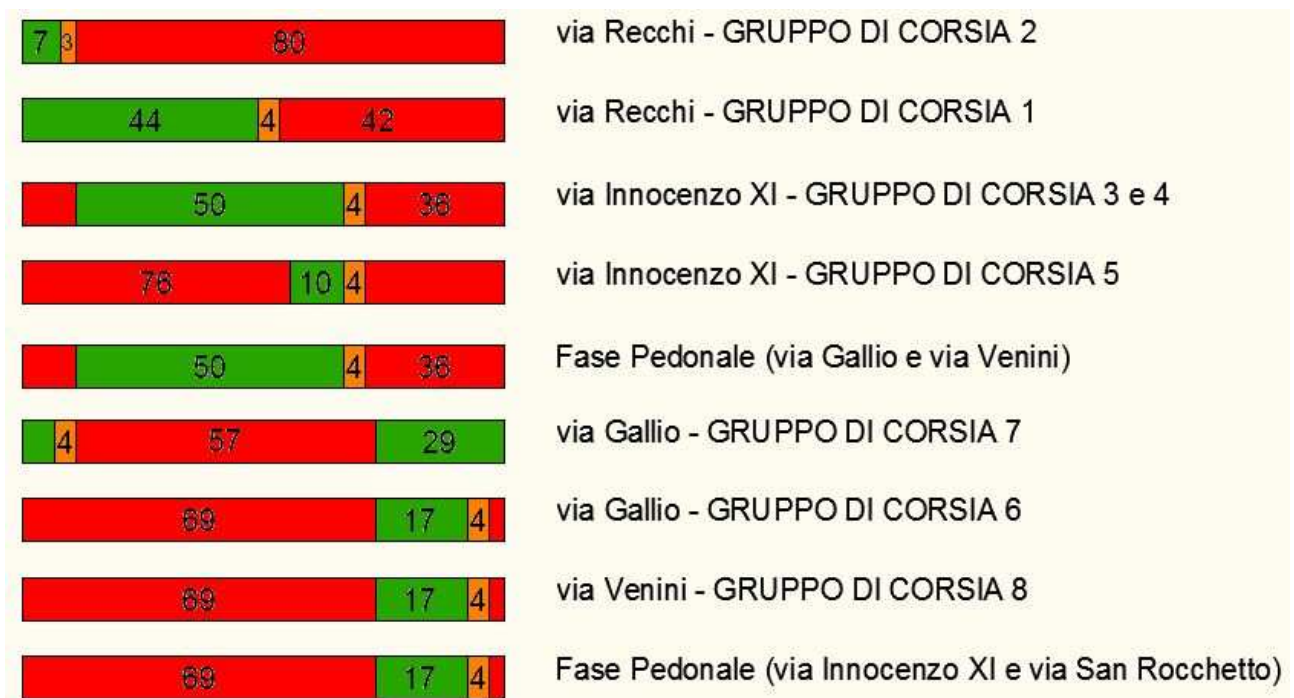 7 3 80 via Recchi - GRUPPO DI CORSIA 2
44 4 42 via Recchi - GRUPPO DI CORSIA 1
50 4 36 via Innocenzo XI - GRUPPO DI CORSIA 3 e 4
76 10 4 via Innocenzo XI - GRUPPO DI CORSIA 5
50 4 36 Fase Pedonale (via Gallio e via Venini)
4 57 29 via Gallio - GRUPPO DI CORSIA 7
69 17 4 via Gallio - GRUPPO DI CORSIA 6
69 17 4 via Venini - GRUPPO DI CORSIA 8
69 17 4 Fase Pedonale (via Innocenzo XI e via San Rocchetto)